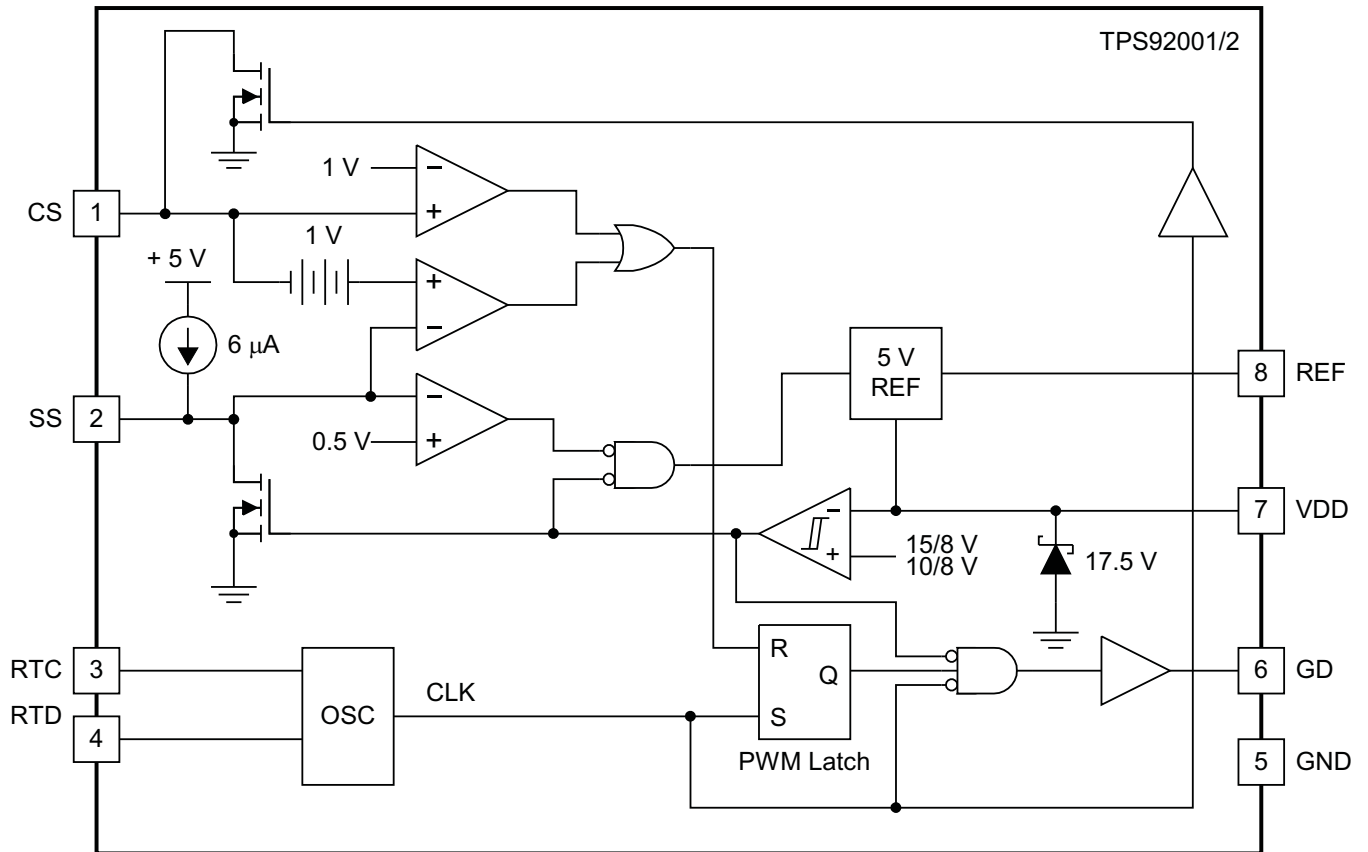 TPS92001/2
1 V
−
+
CS
1
1 V
+ 5 V
+
−
6 μA
5 V
REF
8
REF
SS
2
−
0.5 V
+
7
VDD
−
+
15/8 V
10/8 V
17.5 V
RTC
3
R
Q
6
GD
RTD
4
OSC
CLK
S
PWM Latch
5
GND